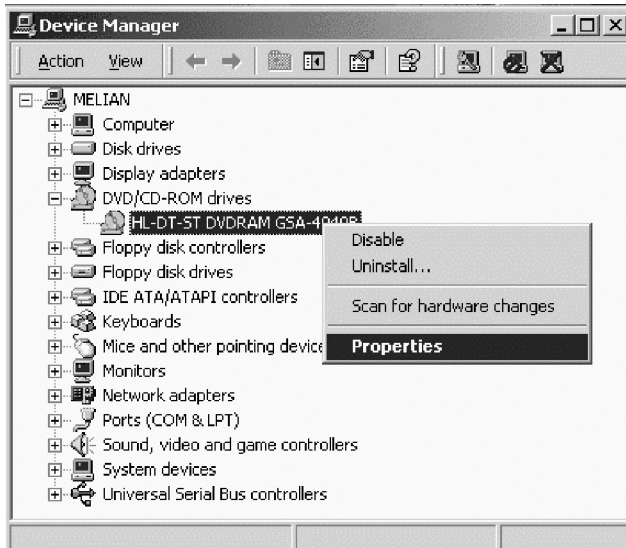 Device Manager
Action View
MELIAN
Computer
Disk drives
Display adapters
DVD/CD-ROM drives
HL-DT-ST DVDRAM GSA-4040B
Disable
Floppy disk controllers
Uninstall...
Floppy disk drives
IDE ATA/ATAPI controllers
Scan for hardware changes
Keyboards
Mice and other pointing device
Properties
Monitors
Network adapters
Ports (COM & LPT)
Sound, video and game controllers
System devices
Universal Serial Bus controllers